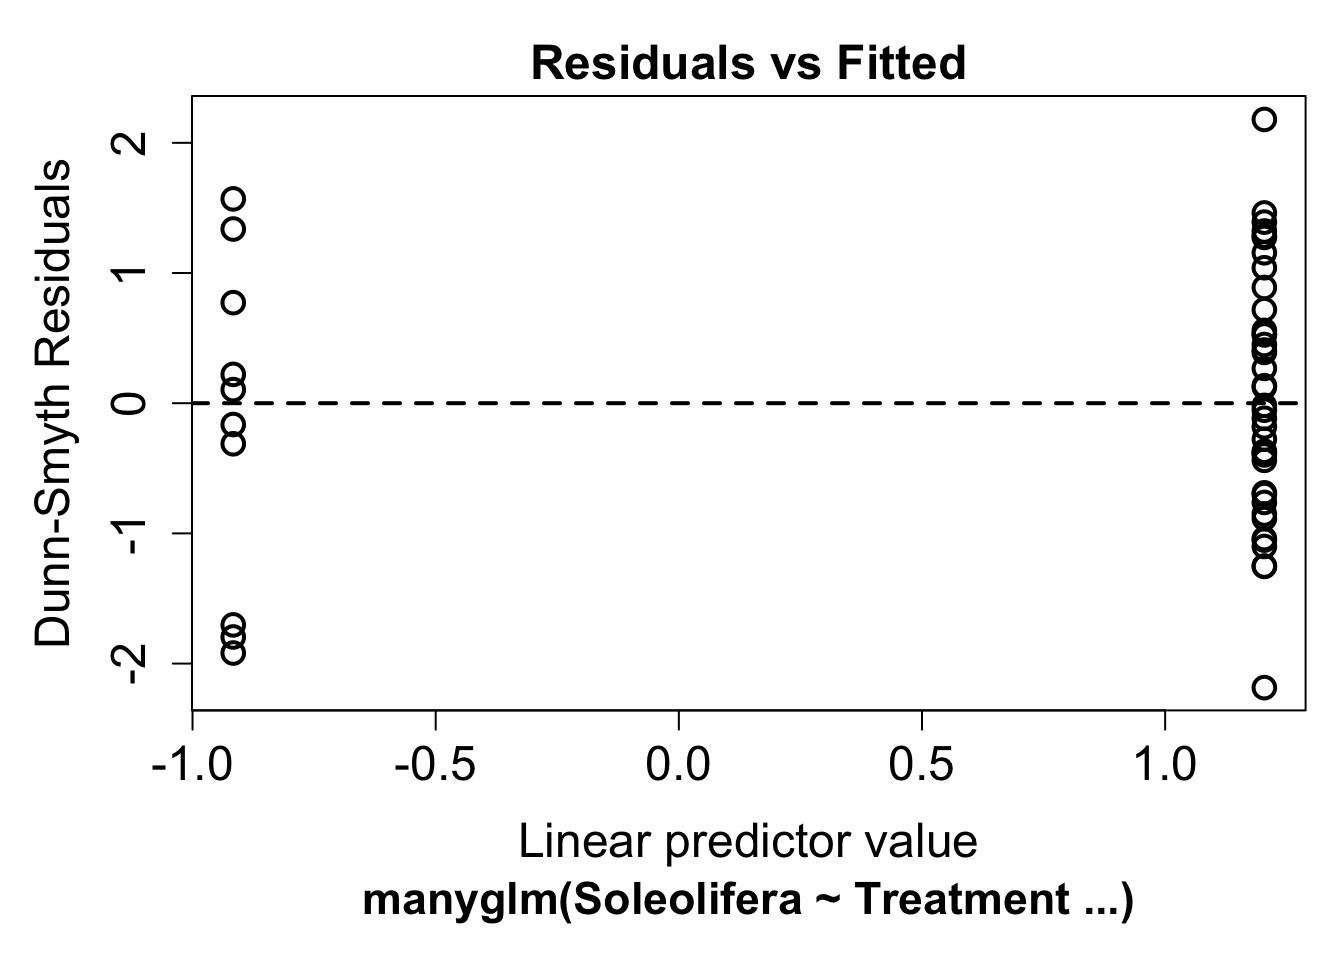 Residuals vs Fitted
Dunn-Smyth Residuals
2
1
0
-1
-2
-1.0 -0.5 0.0 0.5 1.0
Linear predictor value
manyglm(Soleolifera ~ Treatment ...)